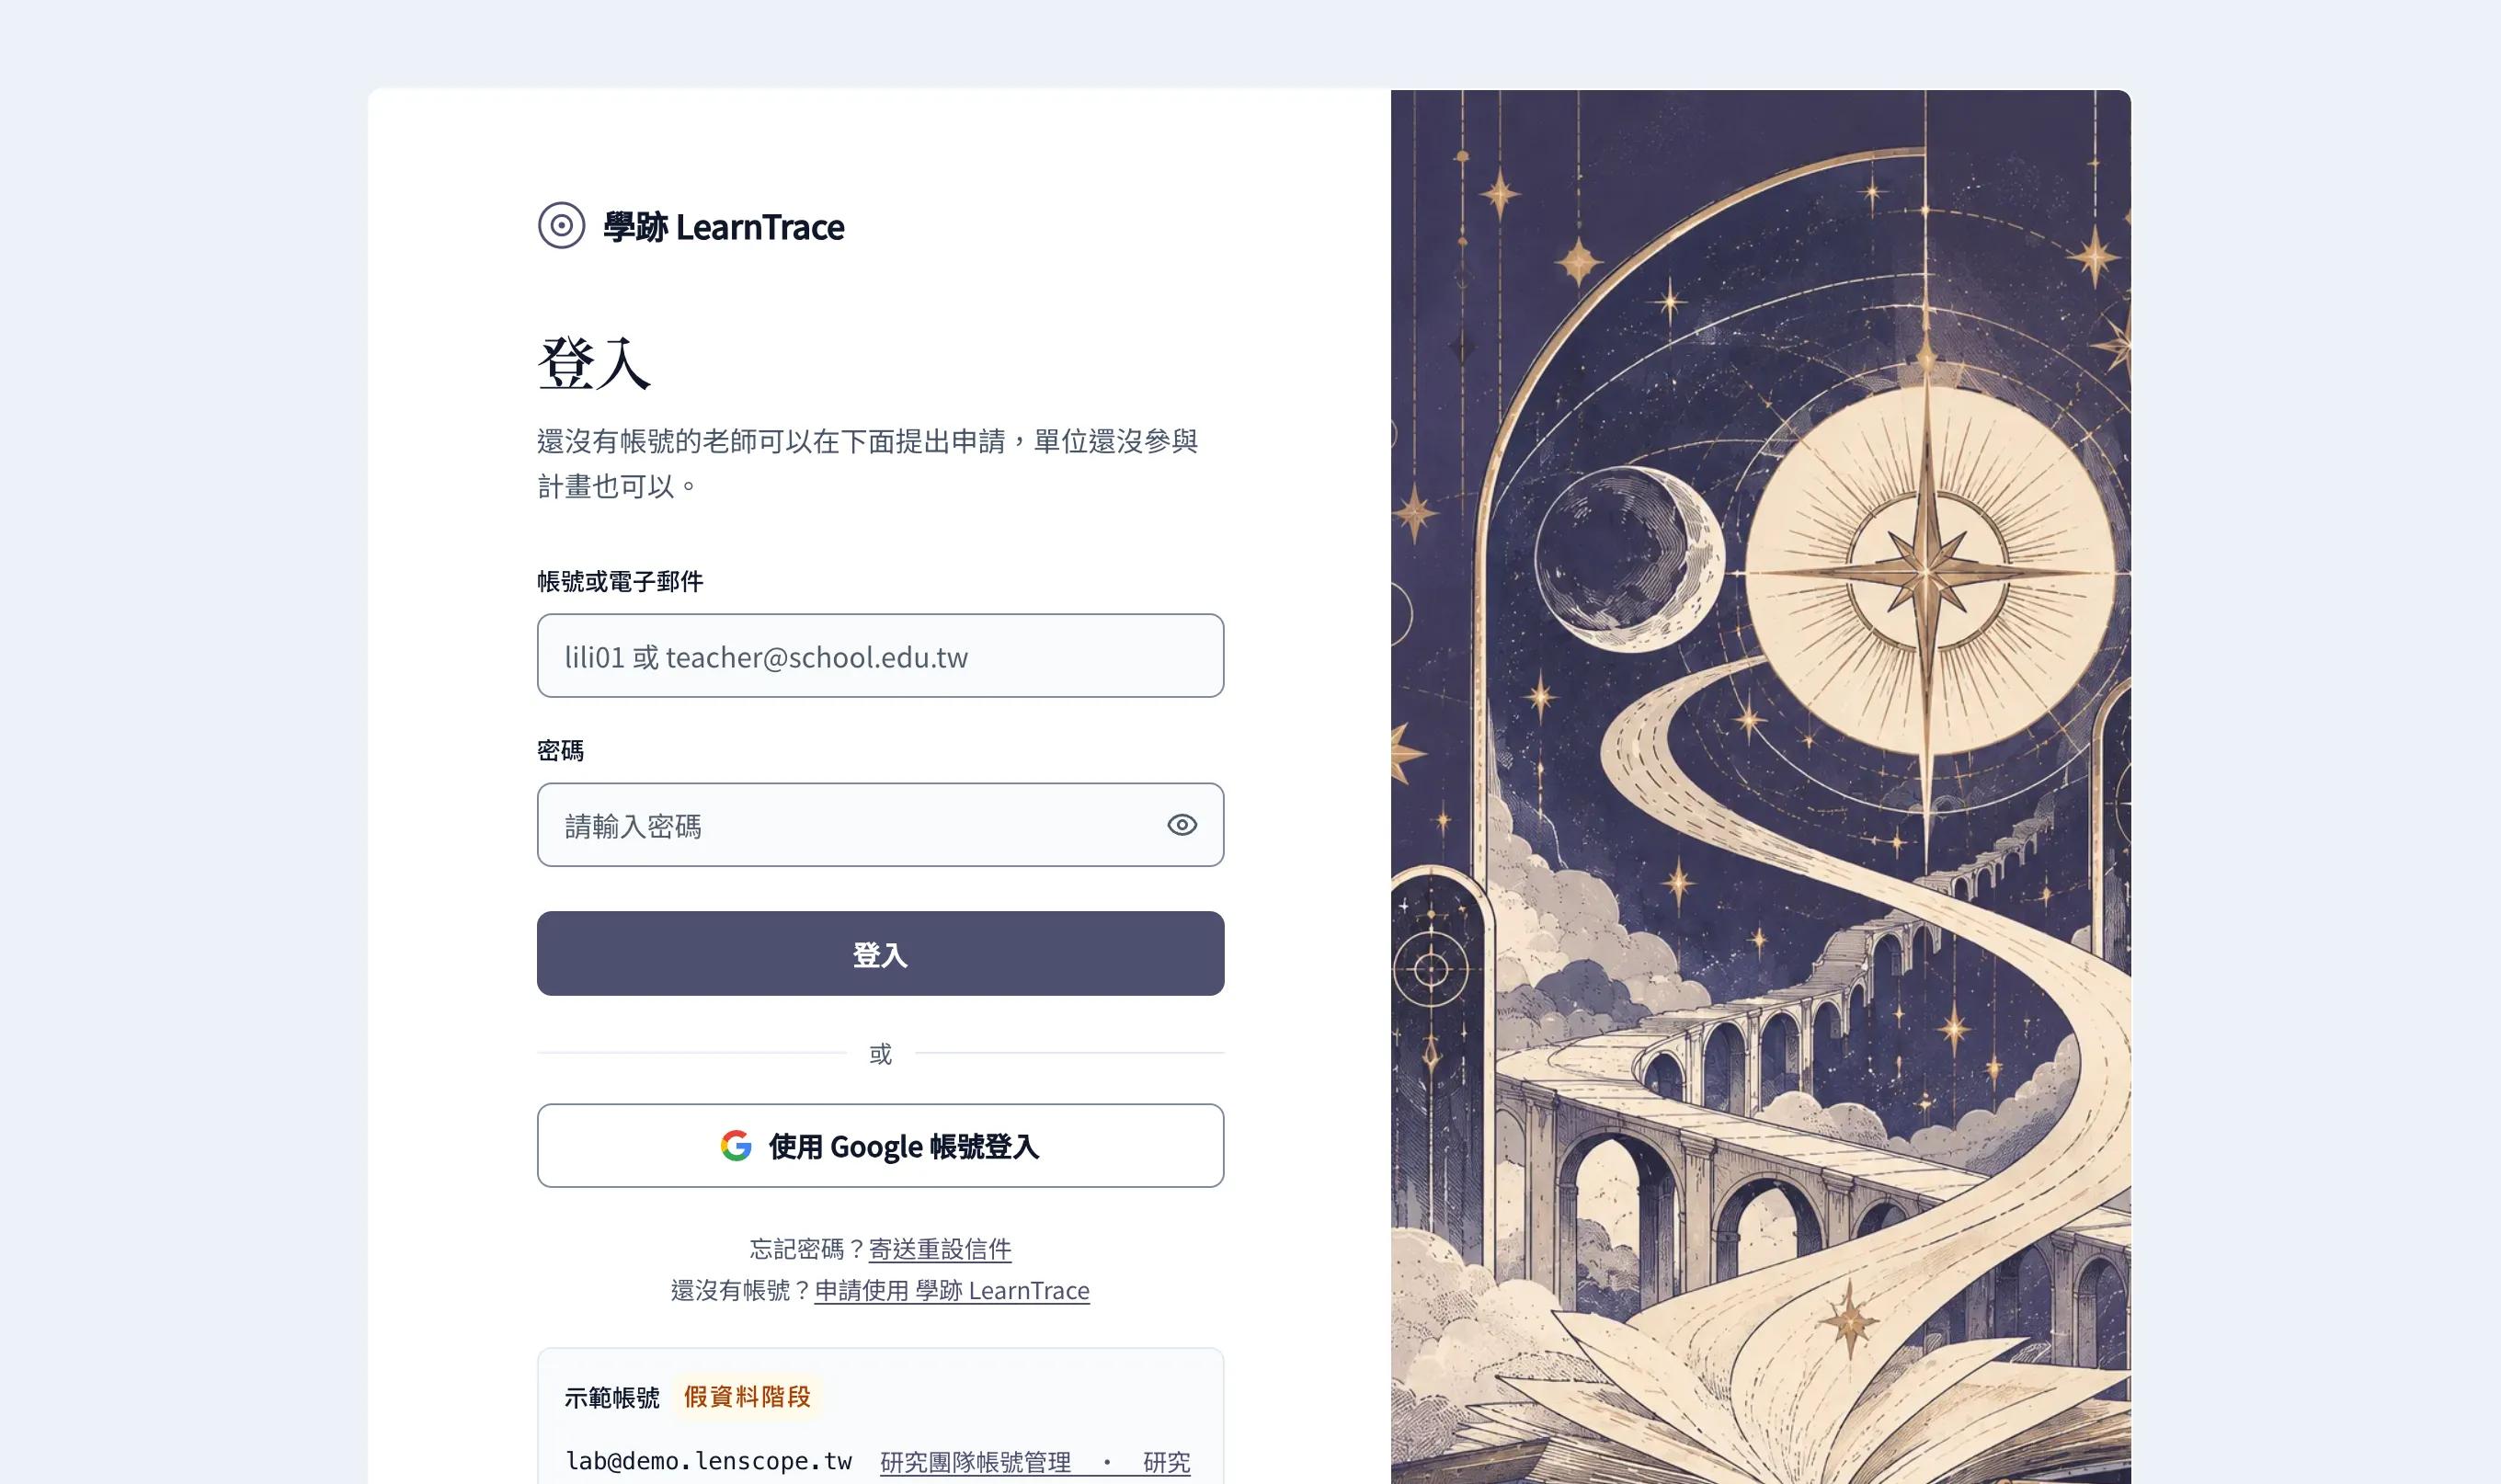 學跡 LearnTrace
登入
還沒有帳號的老師可以在下面提出申請，單位還沒參與
計畫也可以。
帳號或電子郵件
lili01 或 teacher@school.edu.tw
密碼
請輸入密碼
登入
或
使用 Google 帳號登入
忘記密碼？寄送重設信件
還沒有帳號？申請使用 學跡 LearnTrace
示範帳號 假資料階段
lab@demo.lenscope.tw 研究團隊帳號管理 · 研究